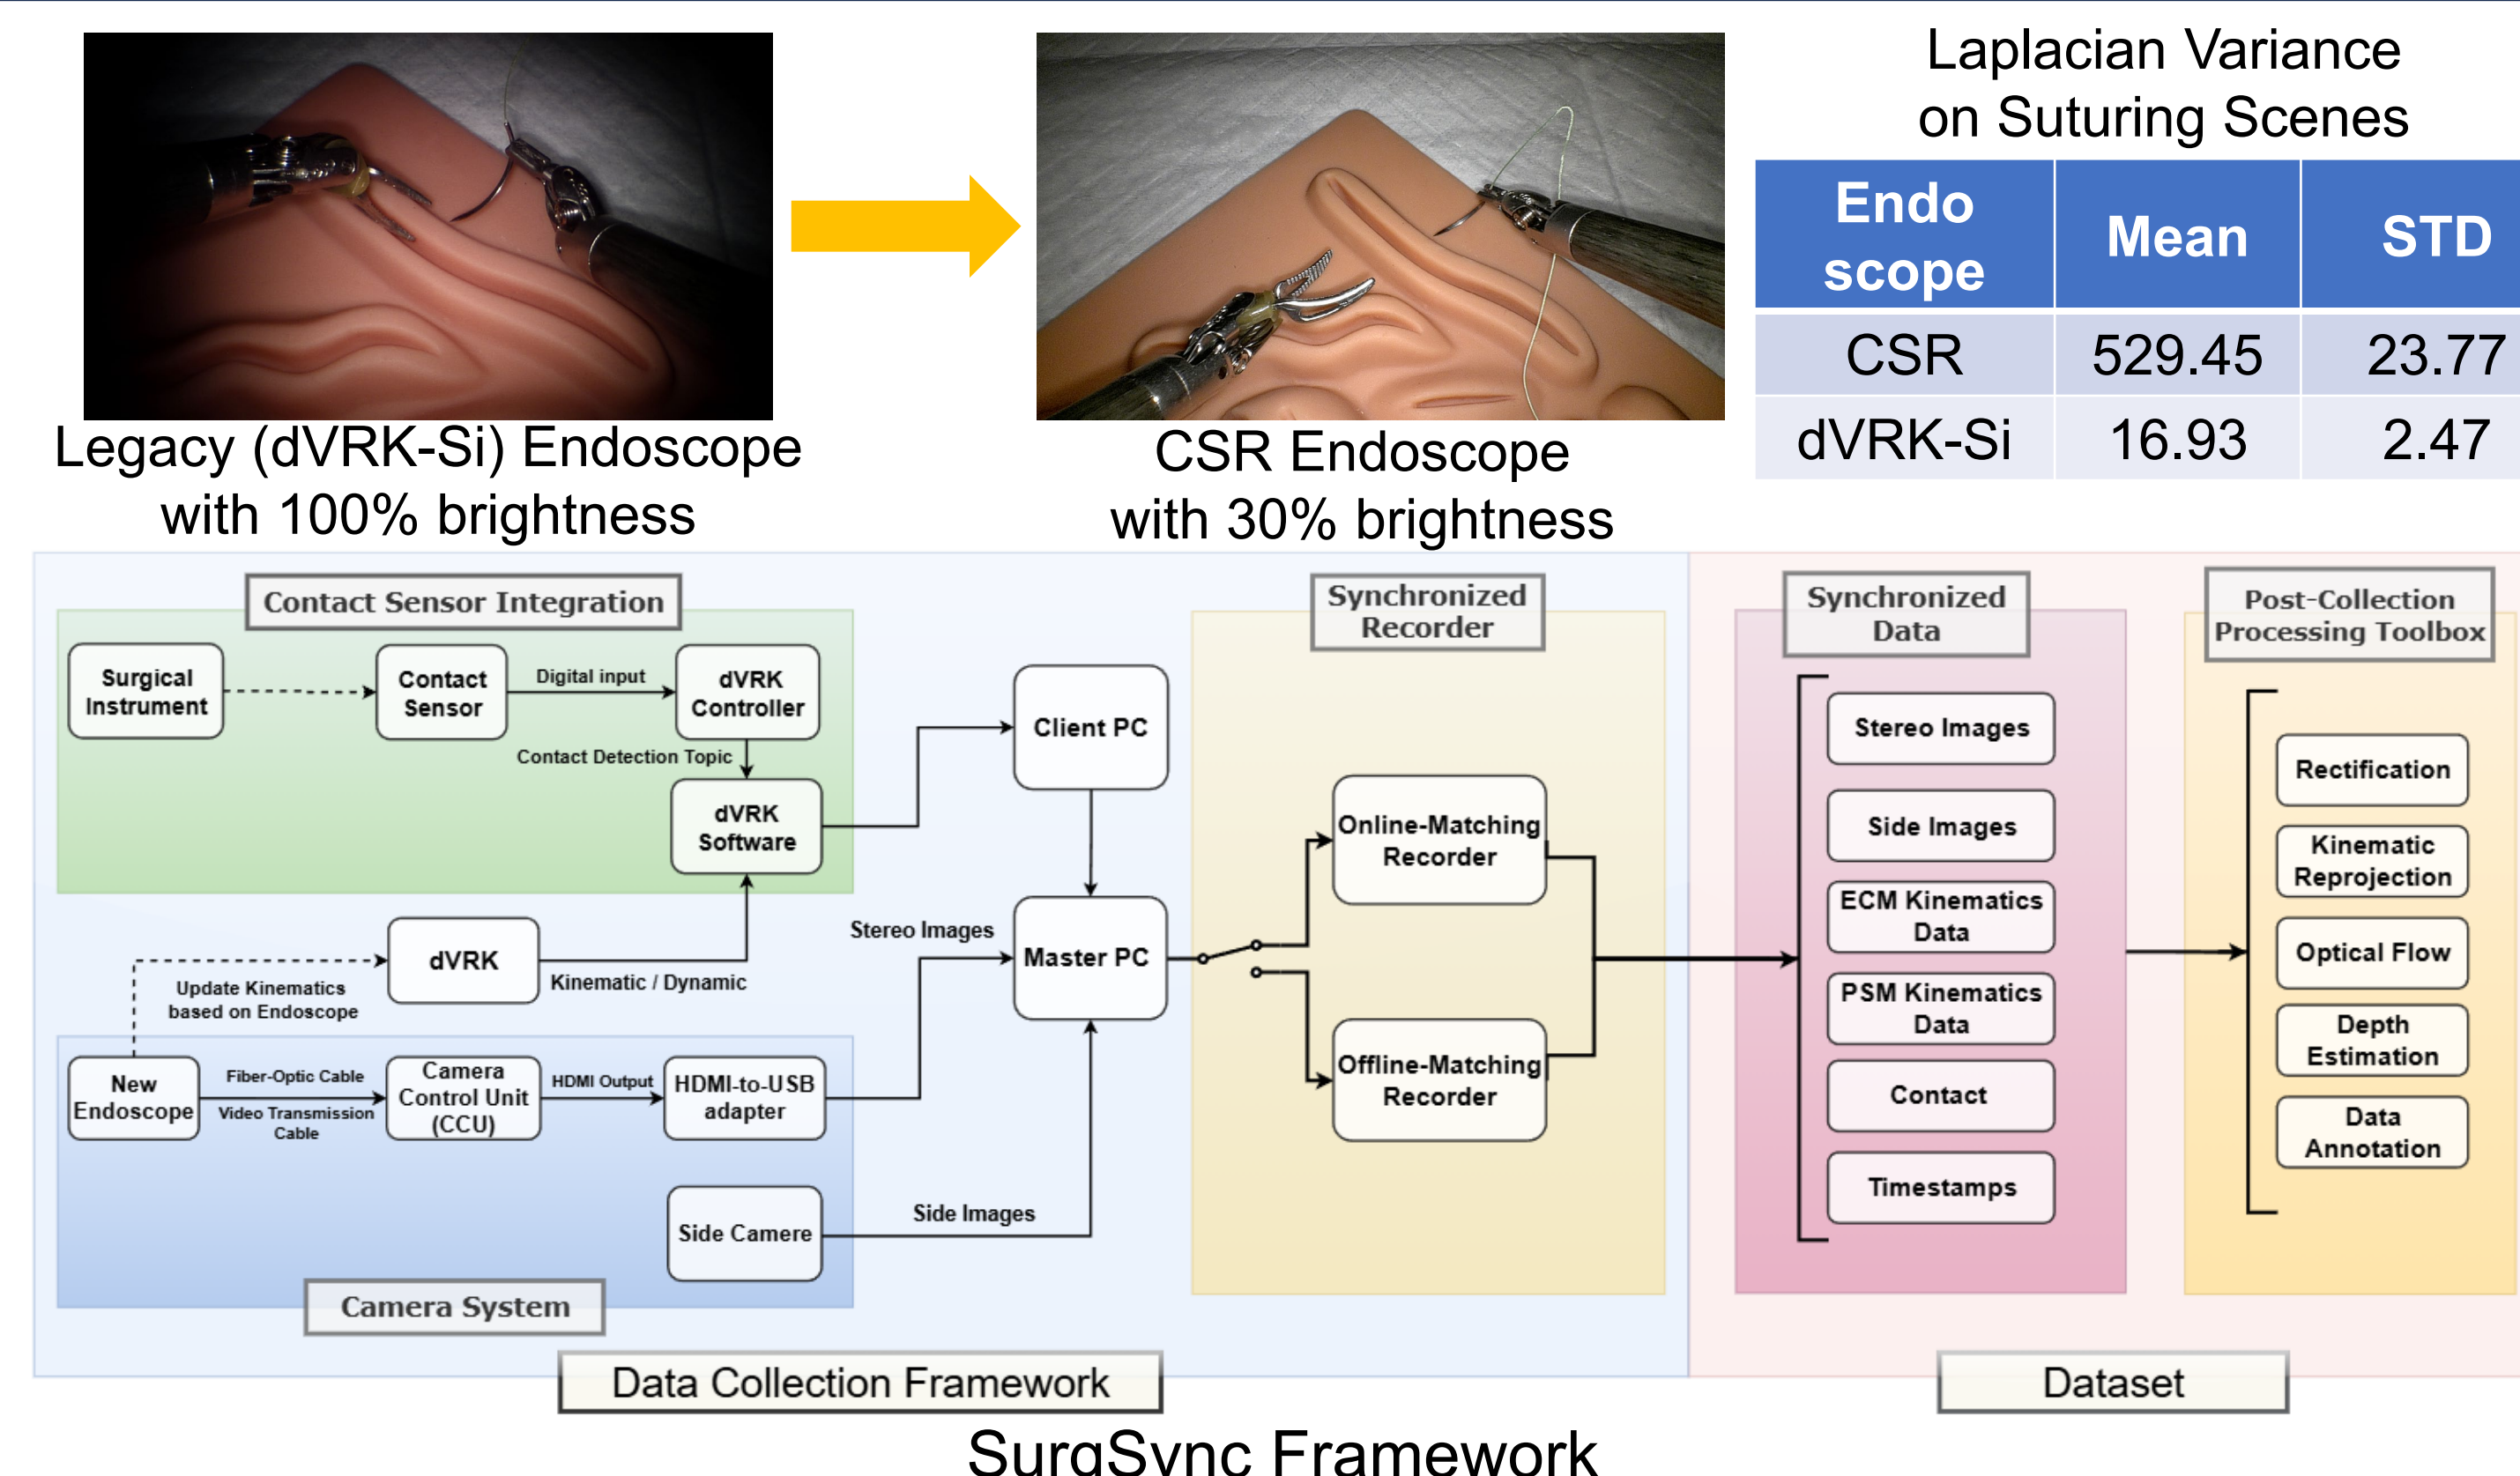 Laplacian Variance
on Suturing Scenes
Endo
scope
Mean
STD
CSR
529.45
23.77
dVRK-Si
16.93
2.47
Legacy (dVRK-Si) Endoscope
with 100% brightness
CSR Endoscope
with 30% brightness
Contact Sensor Integration
Surgical
Instrument
Contact
Sensor
Digital input
dVRK
Controller
Contact Detection Topic
dVRK
Software
dVRK
Kinematic / Dynamic
Update Kinematics
based on Endoscope
New
Endoscope
Fiber-Optic Cable
Video Transmission
Cable
Camera
Control Unit
(CCU)
HDMI Output
HDMI-to-USB
adapter
Side Camere
Camera System
Client PC
Stereo Images
Master PC
Side Images
Synchronized
Recorder
Online-Matching
Recorder
Offline-Matching
Recorder
Data Collection Framework
Synchronized
Data
Stereo Images
Side Images
ECM Kinematics
Data
PSM Kinematics
Data
Contact
Timestamps
Post-Collection
Processing Toolbox
Rectification
Kinematic
Reprojection
Optical Flow
Depth
Estimation
Data
Annotation
Dataset
SurgSync Framework